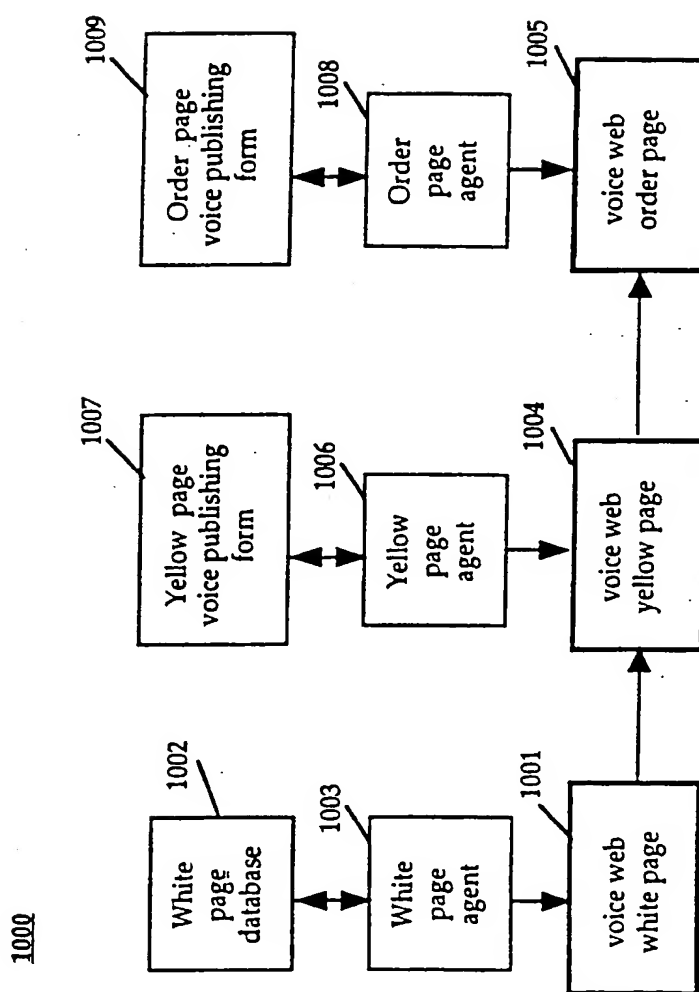 1000
1002
White
page
database
1007
Yellow page
voice publishing
form
1009
Order page
voice publishing
form
1003
White
page
agent
1006
Yellow
page
agent
1008
Order
page
agent
1001
voice web
white page
1004
voice web
yellow page
1005
voice web
order page